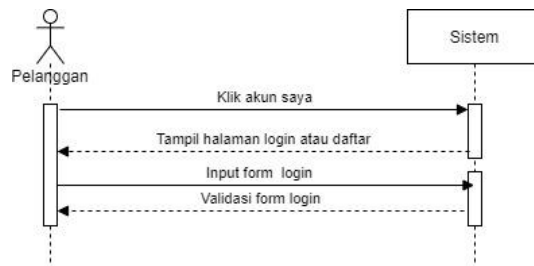 Pelanggan
Sistem
Klik akun saya
Tampil halaman login atau daftar
Input form login
Validasi form login